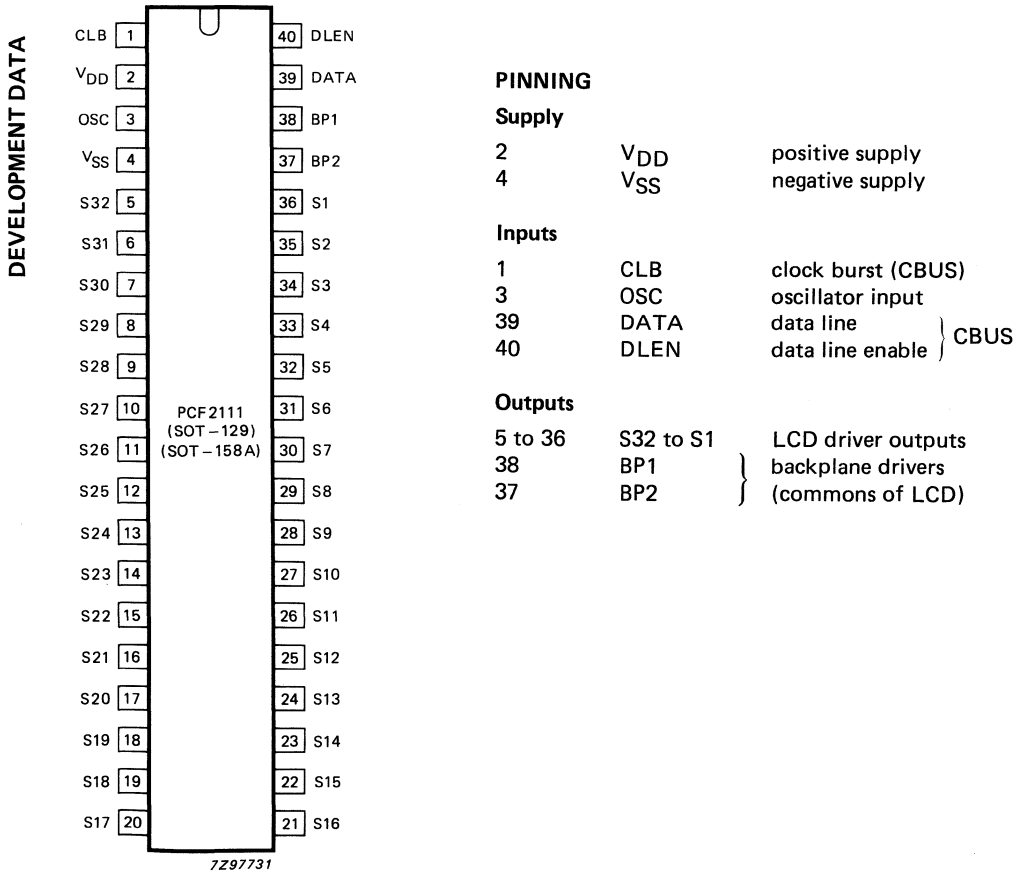 DEVELOPMENT DATA
CLB 1
VDD 2
OSC 3
VSS 4
S32 5
S31 6
S30 7
S29 8
S28 9
S27 10
S26 11
S25 12
S24 13
S23 14
S22 15
S21 16
S20 17
S19 18
S18 19
S17 20
PCF2111
(SOT–129)
(SOT–158A)
40 DLEN
39 DATA
38 BP1
37 BP2
36 S1
35 S2
34 S3
33 S4
32 S5
31 S6
30 S7
29 S8
28 S9
27 S10
26 S11
25 S12
24 S13
23 S14
22 S15
21 S16
7Z97731
PINNING
Supply
2 VDD positive supply
4 VSS negative supply
Inputs
1 CLB clock burst (CBUS)
3 OSC oscillator input
39 DATA data line
40 DLEN data line enable
CBUS
Outputs
5 to 36 S32 to S1 LCD driver outputs
38 BP1 backplane drivers
37 BP2 (commons of LCD)